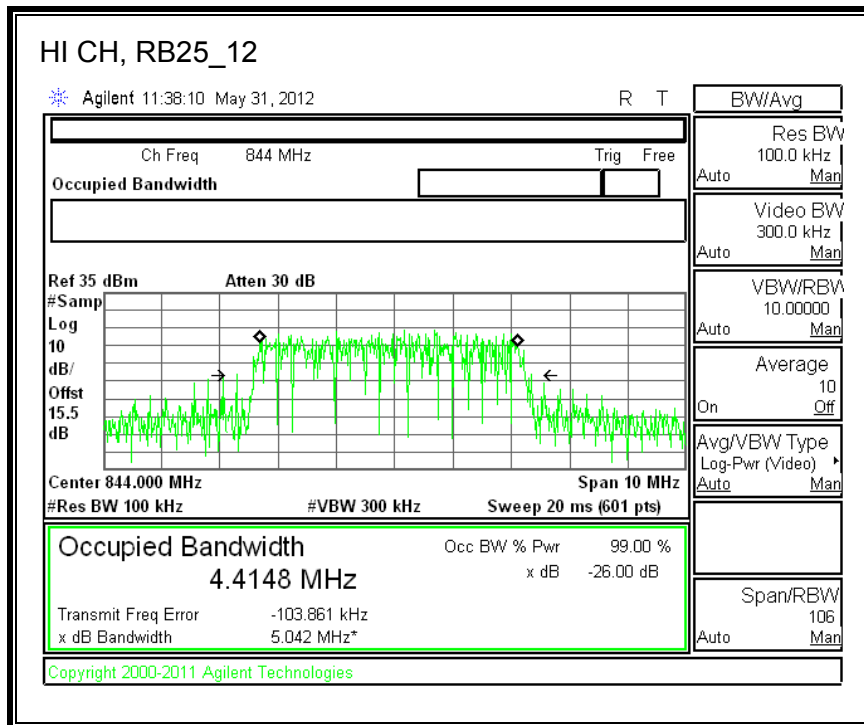 HI CH, RB25_12
Agilent 11:38:10 May 31, 2012 R T
Ch Freq 844 MHz Trig Free
Occupied Bandwidth
Ref 35 dBm Atten 30 dB
#Samp
Log
10
dB/
Offst
15.5
dB
Center 844.000 MHz Span 10 MHz
#Res BW 100 kHz #VBW 300 kHz Sweep 20 ms (601 pts)
Occupied Bandwidth Occ BW % Pwr 99.00 %
4.4148 MHz x dB -26.00 dB
Transmit Freq Error -103.861 kHz
x dB Bandwidth 5.042 MHz*
Copyright 2000-2011 Agilent Technologies
BW/Avg
Res BW
100.0 kHz
Auto Man
Video BW
300.0 kHz
Auto Man
VBW/RBW
10.00000
Auto Man
Average
10
On Off
Avg/VBW Type
Log-Pwr (Video)
Auto Man
Span/RBW
106
Auto Man